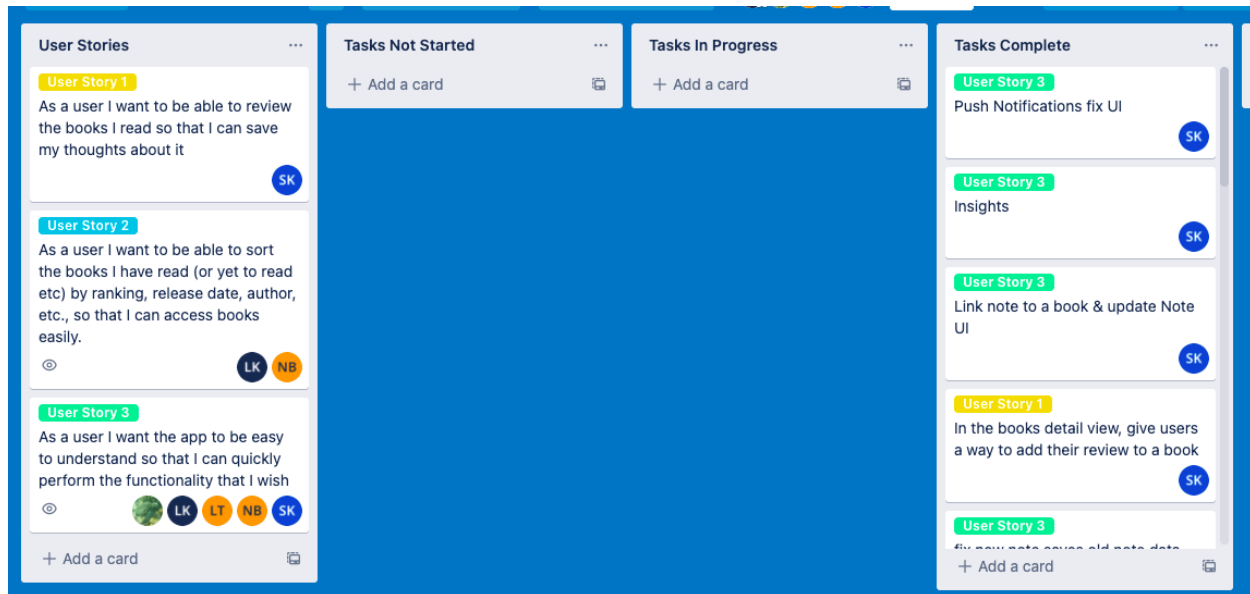 User Stories
User Story 1
As a user I want to be able to review
the books I read so that I can save
my thoughts about it
SK
User Story 2
As a user I want to be able to sort
the books I have read (or yet to read
etc) by ranking, release date, author,
etc., so that I can access books
easily.
LK NB
User Story 3
As a user I want the app to be easy
to understand so that I can quickly
perform the functionality that I wish
LK LT NB SK
+ Add a card
Tasks Not Started
+ Add a card
Tasks In Progress
+ Add a card
Tasks Complete
User Story 3
Push Notifications fix UI
SK
User Story 3
Insights
SK
User Story 3
Link note to a book & update Note
UI
SK
User Story 1
In the books detail view, give users
a way to add their review to a book
SK
User Story 3
fix new note saves old note data
+ Add a card